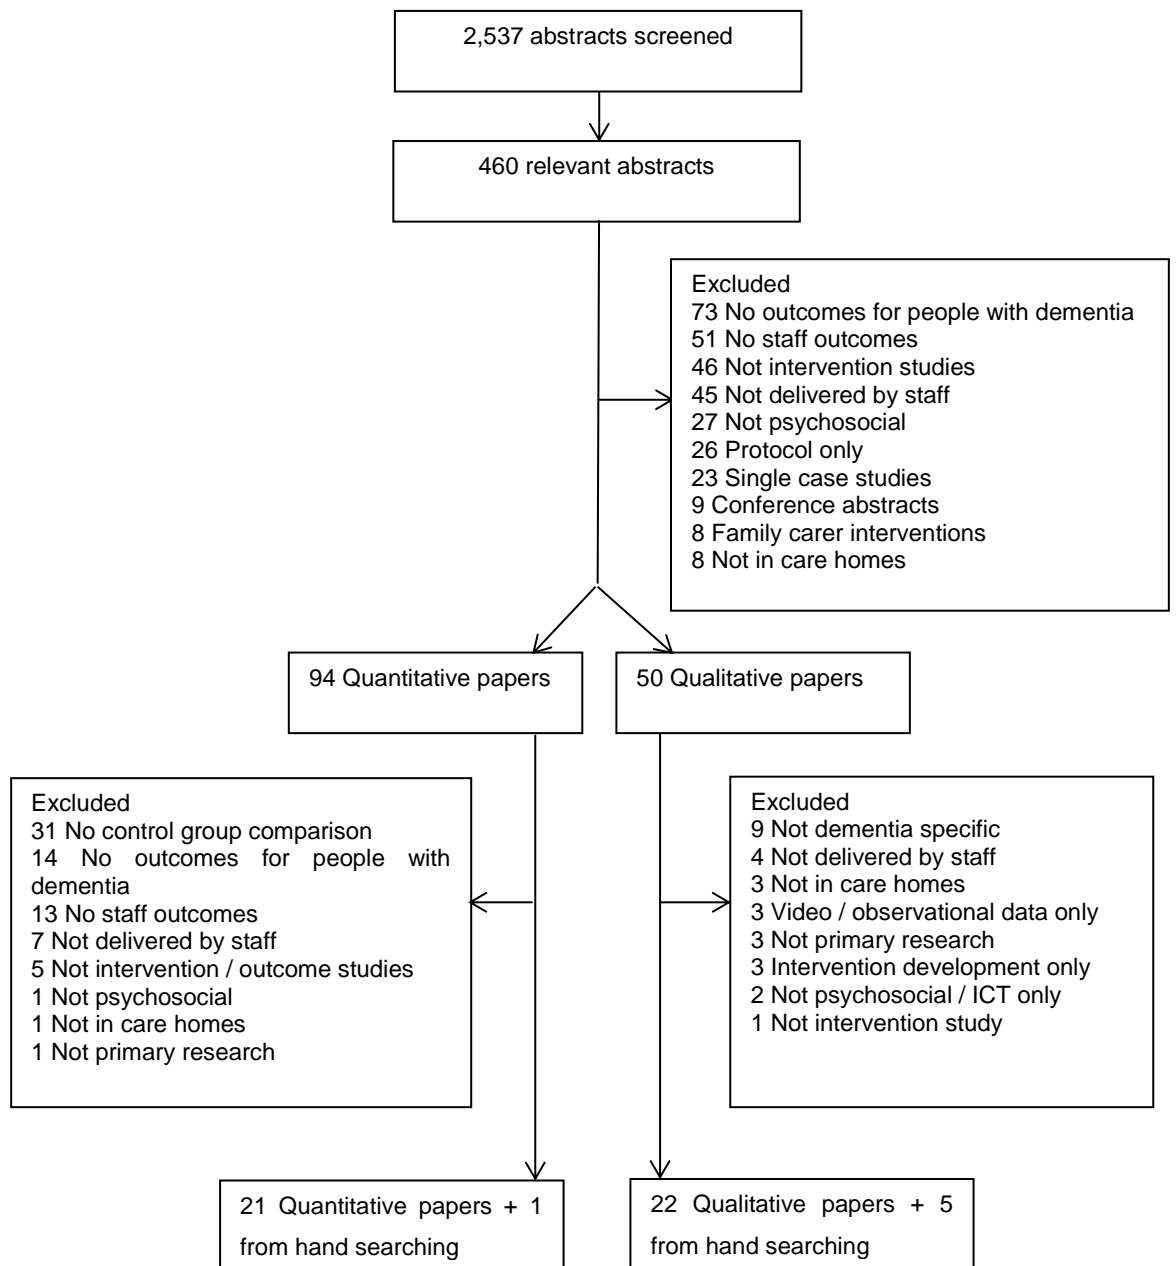 2,537 abstracts screened
460 relevant abstracts
Excluded
73 No outcomes for people with dementia
51 No staff outcomes
46 Not intervention studies
45 Not delivered by staff
27 Not psychosocial
26 Protocol only
23 Single case studies
9 Conference abstracts
8 Family carer interventions
8 Not in care homes
94 Quantitative papers
50 Qualitative papers
Excluded
31 No control group comparison
14 No outcomes for people with
dementia
13 No staff outcomes
7 Not delivered by staff
5 Not intervention / outcome studies
1 Not psychosocial
1 Not in care homes
1 Not primary research
Excluded
9 Not dementia specific
4 Not delivered by staff
3 Not in care homes
3 Video / observational data only
3 Not primary research
3 Intervention development only
2 Not psychosocial / ICT only
1 Not intervention study
21 Quantitative papers + 1
from hand searching
22 Qualitative papers + 5
from hand searching